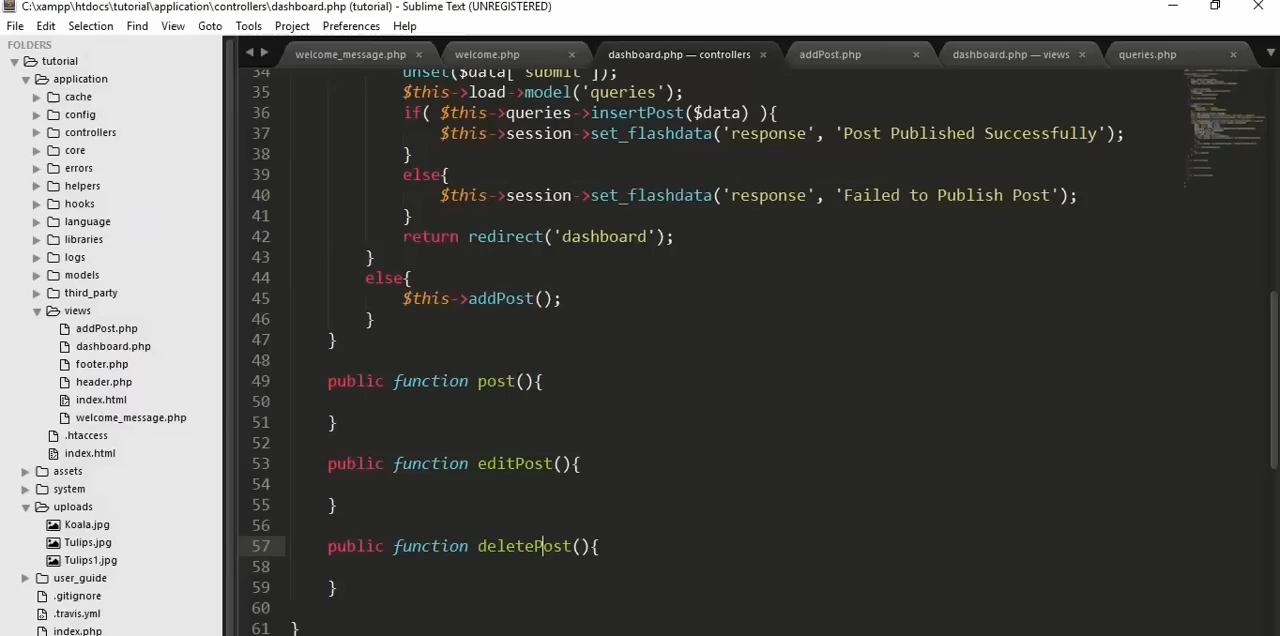 C:\xampp\htdocs\tutorial\application\controllers\dashboard.php (tutorial) - Sublime Text (UNREGISTERED)
File Edit Selection Find View Goto Tools Project Preferences Help
FOLDERS
tutorial
application
cache
config
controllers
core
errors
helpers
hooks
language
libraries
logs
models
third_party
views
addPost.php
dashboard.php
footer.php
header.php
index.html
welcome_message.php
.htaccess
index.html
assets
system
uploads
Koala.jpg
Tulips.jpg
Tulips1.jpg
user_guide
.gitignore
.travis.yml
index.php
welcome_message.php × welcome.php × dashboard.php — controllers × addPost.php × dashboard.php — views × queries.php ×
34 unset($data['submit']);
35 $this->load->model('queries');
36 if( $this->queries->insertPost($data) ){
37 $this->session->set_flashdata('response', 'Post Published Successfully');
38 }
39 else{
40 $this->session->set_flashdata('response', 'Failed to Publish Post');
41 }
42 return redirect('dashboard');
43 }
44 else{
45 $this->addPost();
46 }
47 }
48
49 public function post(){
50
51 }
52
53 public function editPost(){
54
55 }
56
57 public function deletePost(){
58
59 }
60
61 }